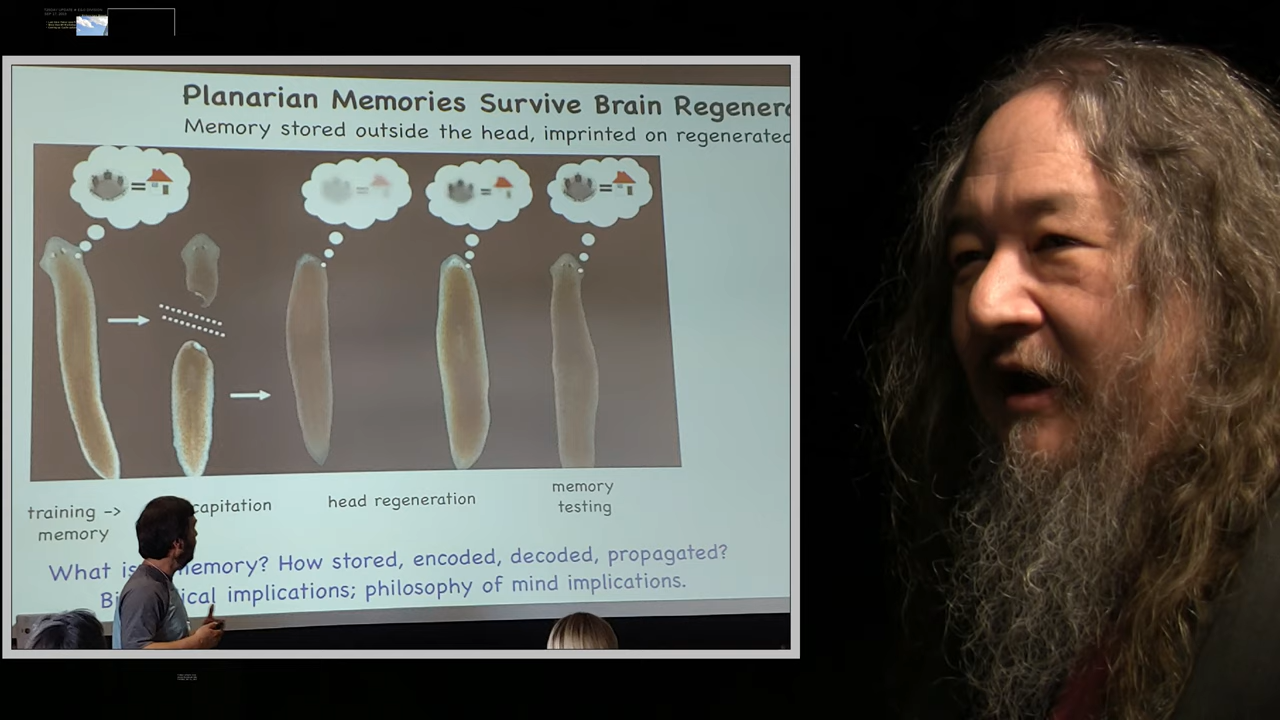 Planarian Memories Survive Brain Regener
Memory stored outside the head, imprinted on regenerated
=
=
=
=
training ->
memory
capitation
head regeneration
memory
testing
What is memory? How stored, encoded, decoded, propagated?
B ical implications; philosophy of mind implications.